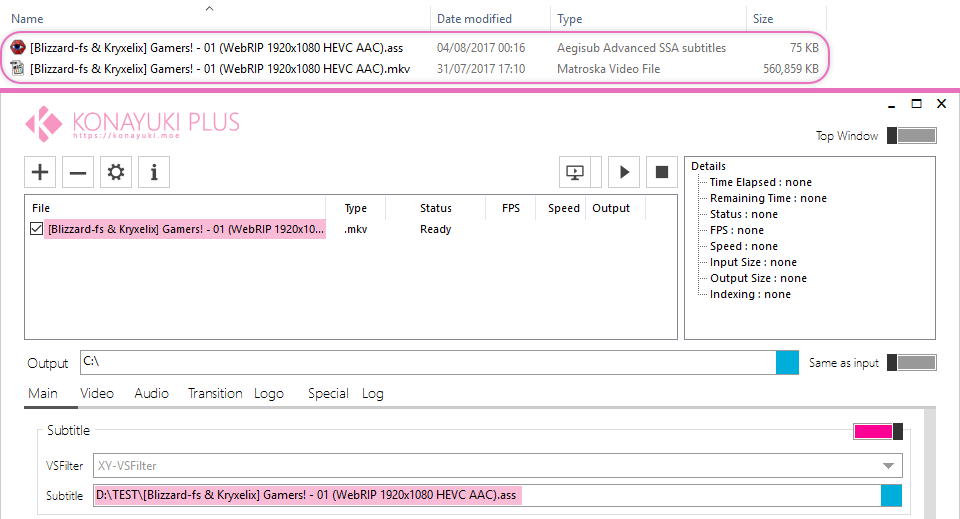 Name Date modified Type Size
[Blizzard-fs & Kryxelix] Gamers! - 01 (WebRIP 1920x1080 HEVC AAC).ass 04/08/2017 00:16 Aegisub Advanced SSA subtitles 75 KB
[Blizzard-fs & Kryxelix] Gamers! - 01 (WebRIP 1920x1080 HEVC AAC).mkv 31/07/2017 17:10 Matroska Video File 560,859 KB
KONAYUKI PLUS
https://konayuki.moe
Top Window
Details
Time Elapsed : none
Remaining Time : none
Status : none
FPS : none
Speed : none
Input Size : none
Output Size : none
Indexing : none
File Type Status FPS Speed Output
[Blizzard-fs & Kryxelix] Gamers! - 01 (WebRIP 1920x10... .mkv Ready
Output C:\ Same as input
Main Video Audio Transition Logo Special Log
Subtitle
VSFilter XY-VSFilter
Subtitle D:\TEST\[Blizzard-fs & Kryxelix] Gamers! - 01 (WebRIP 1920x1080 HEVC AAC).ass